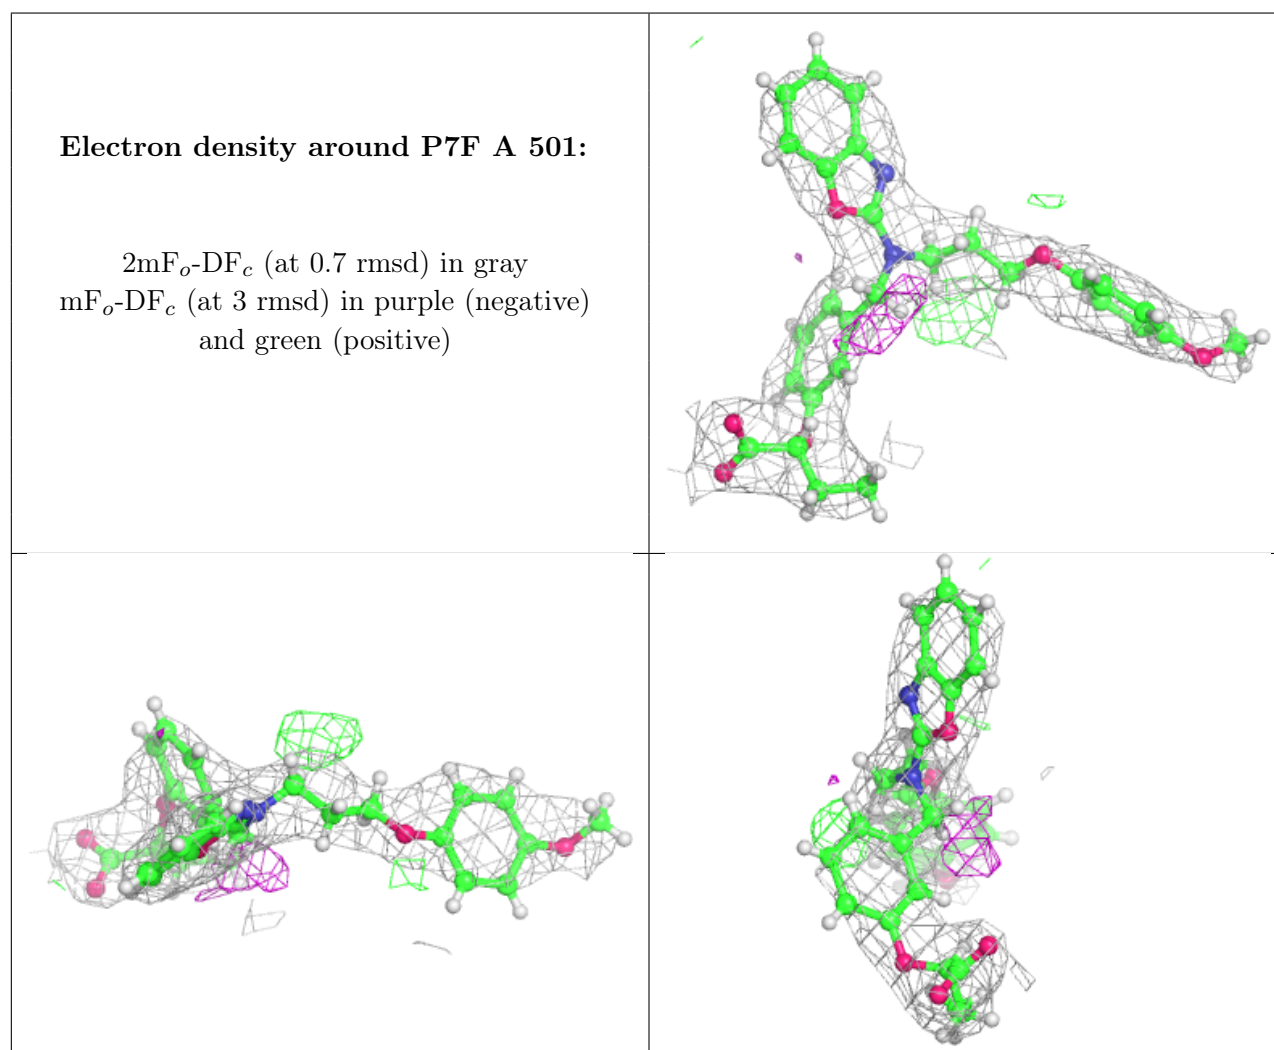 Electron density around P7F A 501:
2mFₒ-DF𝒸 (at 0.7 rmsd) in gray
mFₒ-DF𝒸 (at 3 rmsd) in purple (negative)
and green (positive)